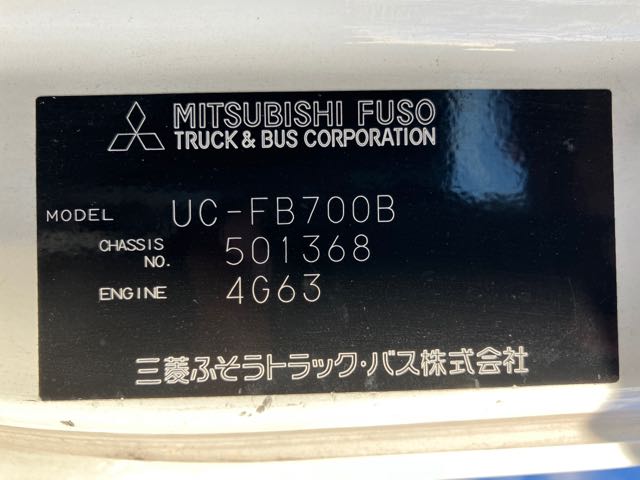 MITSUBISHI FUSO
TRUCK & BUS CORPORATION
MODEL UC-FB700B
CHASSIS NO. 501368
ENGINE 4G63
三菱ふそうトラック・バス株式会社